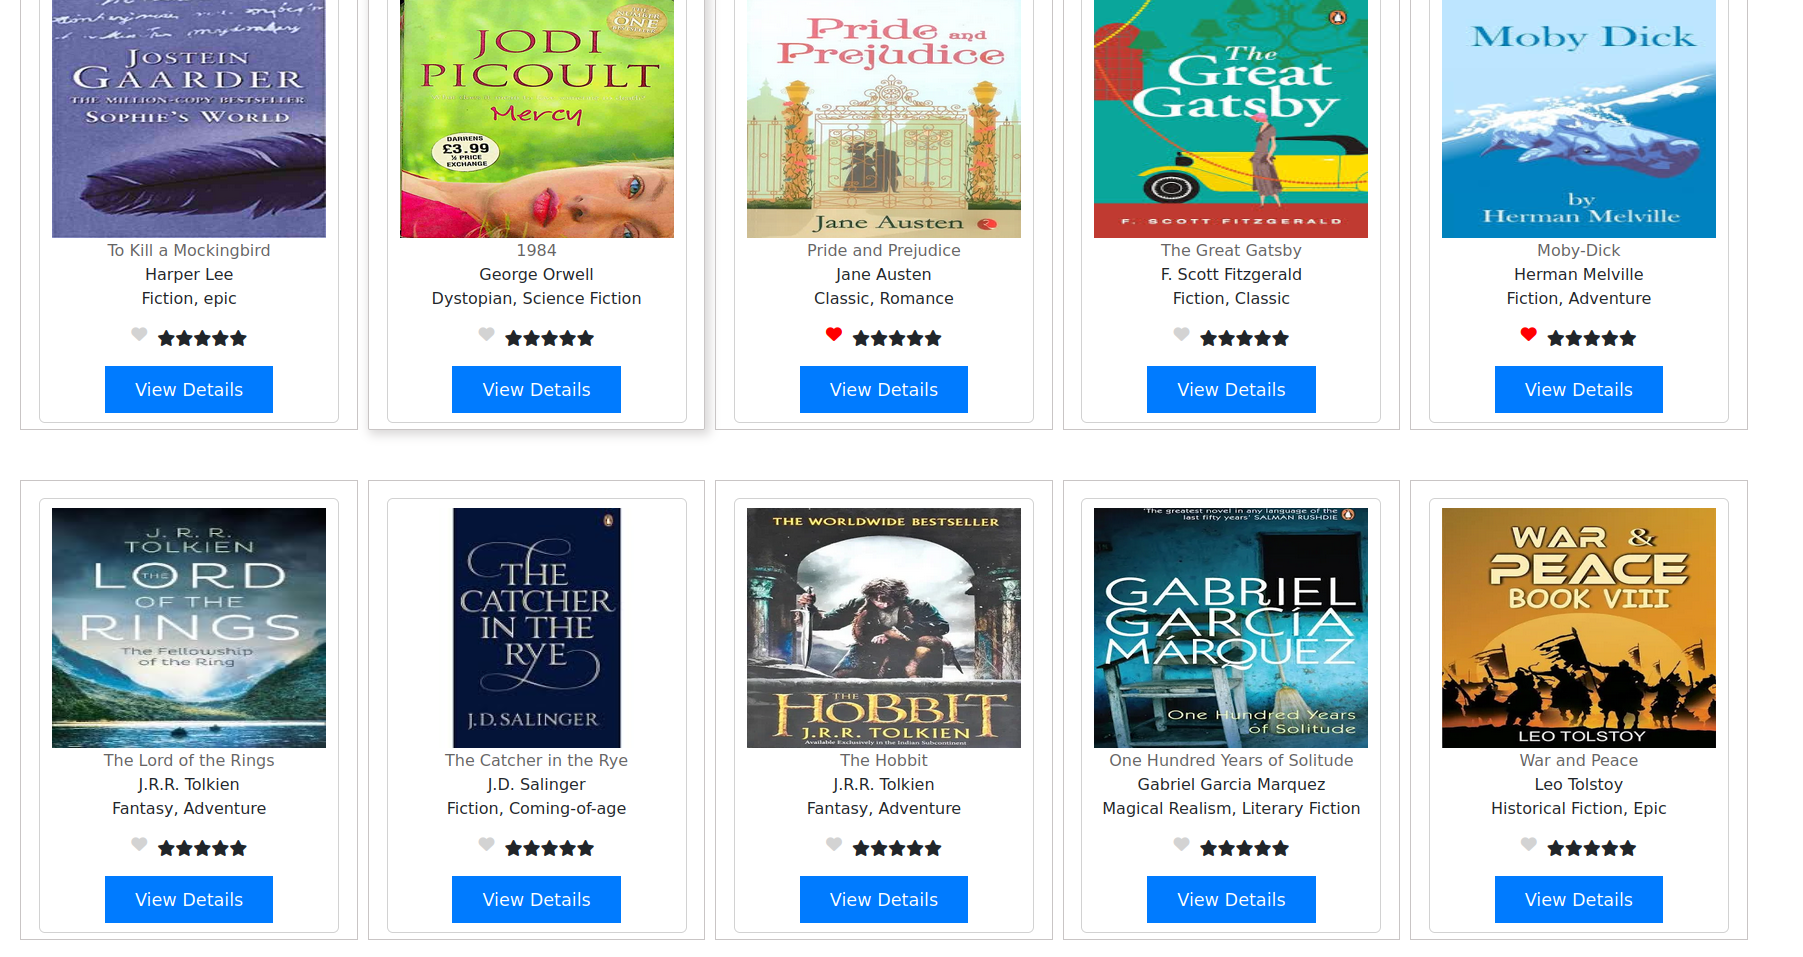 JOSTEIN
GAARDER
THE MILLION-COPY BESTSELLER
SOPHIE'S WORLD
To Kill a Mockingbird
Harper Lee
Fiction, epic
View Details
NUMBER
ONE
BESTSELLER
JODI
PICOULT
Mercy
DARRENS
£3.99
½ PRICE
EXCHANGE
1984
George Orwell
Dystopian, Science Fiction
View Details
Pride and
Prejudice
Jane Austen
Pride and Prejudice
Jane Austen
Classic, Romance
View Details
The
Great
Gatsby
F. SCOTT FITZGERALD
The Great Gatsby
F. Scott Fitzgerald
Fiction, Classic
View Details
Moby Dick
by
Herman Melville
Moby-Dick
Herman Melville
Fiction, Adventure
View Details
J. R. R.
TOLKIEN
THE LORD
OF THE
RINGS
The Fellowship
of the Ring
The Lord of the Rings
J.R.R. Tolkien
Fantasy, Adventure
View Details
THE
CATCHER
IN THE
RYE
J.D. SALINGER
The Catcher in the Rye
J.D. Salinger
Fiction, Coming-of-age
View Details
THE WORLDWIDE BESTSELLER
THE
HOBBIT
J.R.R. TOLKIEN
Available Exclusively in the Indian Subcontinent
The Hobbit
J.R.R. Tolkien
Fantasy, Adventure
View Details
'The greatest novel in any language of the
last fifty years' SALMAN RUSHDIE
GABRIEL
GARCÍA
MÁRQUEZ
One Hundred Years
of Solitude
One Hundred Years of Solitude
Gabriel Garcia Marquez
Magical Realism, Literary Fiction
View Details
WAR &
PEACE
BOOK VIII
LEO TOLSTOY
War and Peace
Leo Tolstoy
Historical Fiction, Epic
View Details